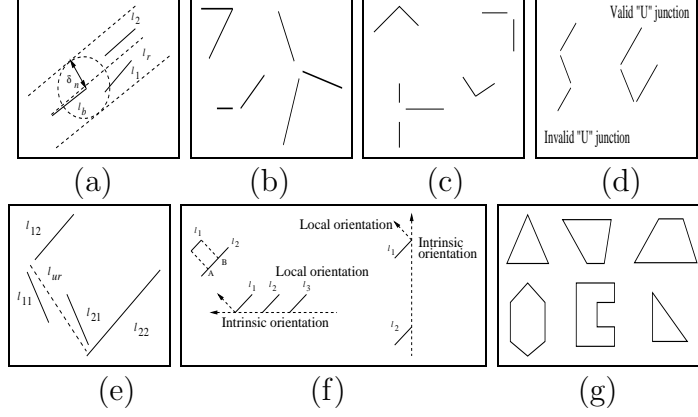 l2
lr
δn
l1
lb
(a)
(b)
(c)
Valid "U" junction
Invalid "U" junction
(d)
l12
lur
l11
l21
l22
(e)
l1
l2
B
A
Local orientation
l1
l2
l3
Intrinsic orientation
Local orientation
l1
Intrinsic
orientation
l2
(f)
(g)